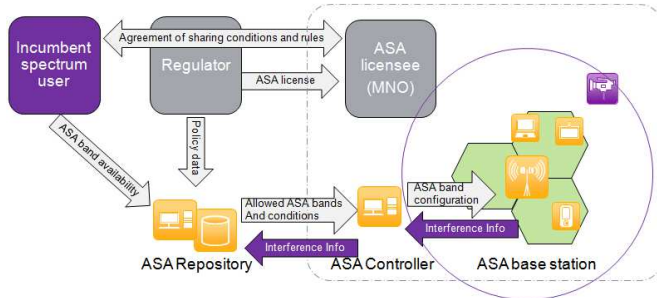 Incumbent
spectrum
user
Agreement of sharing conditions and rules
Regulator
ASA license
ASA
licensee
(MNO)
ASA band availability
Policy
data
Allowed ASA bands
And conditions
ASA band
configuration
Interference Info
Interference Info
ASA Repository
ASA Controller
ASA base station